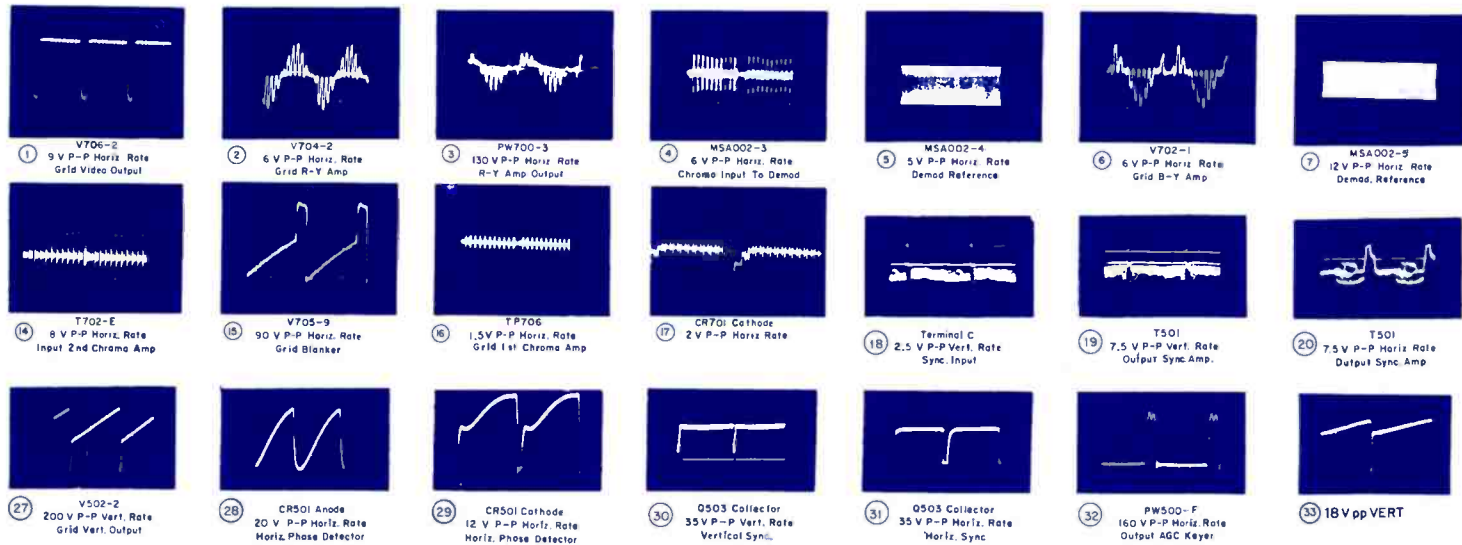 1 V706-2
9 V P-P Horiz Rate
Grid Video Output
2 V704-2
6 V P-P Horiz. Rate
Grid R-Y Amp
3 PW700-3
130 V P-P Horiz Rate
R-Y Amp Output
4 MSA002-3
6 V P-P Horiz. Rate
Chroma Input To Demod
5 MSA002-4
5 V P-P Horiz. Rate
Demod Reference
6 V702-1
6 V P-P Horiz Rate
Grid B-Y Amp
7 MSA002-5
12 V P-P Horiz. Rate
Demod. Reference
14 T702-E
8 V P-P Horiz. Rate
Input 2nd Chroma Amp
15 V705-9
90 V P-P Horiz. Rate
Grid Blanker
16 TP706
1.5V P-P Horiz. Rate
Grid 1st Chroma Amp
17 CR701 Cathode
2V P-P Horiz Rate
18 Terminal C
2.5 V P-P Vert. Rate
Sync. Input
19 T501
7.5 V P-P Vert. Rate
Output Sync Amp.
20 T501
7.5 V P-P Horiz Rate
Output Sync Amp
27 V502-2
200 V P-P Vert. Rate
Grid Vert. Output
28 CR501 Anode
20 V P-P Horiz. Rate
Horiz. Phase Detector
29 CR501 Cathode
12 V P-P Horiz. Rate
Horiz. Phase Detector
30 Q503 Collector
35V P-P Vert. Rate
Vertical Sync.
31 Q503 Collector
35V P-P Horiz. Rate
Horiz. Sync
32 PW500-F
160 V P-P Horiz. Rate
Output AGC Keyer
33 18 V pp VERT